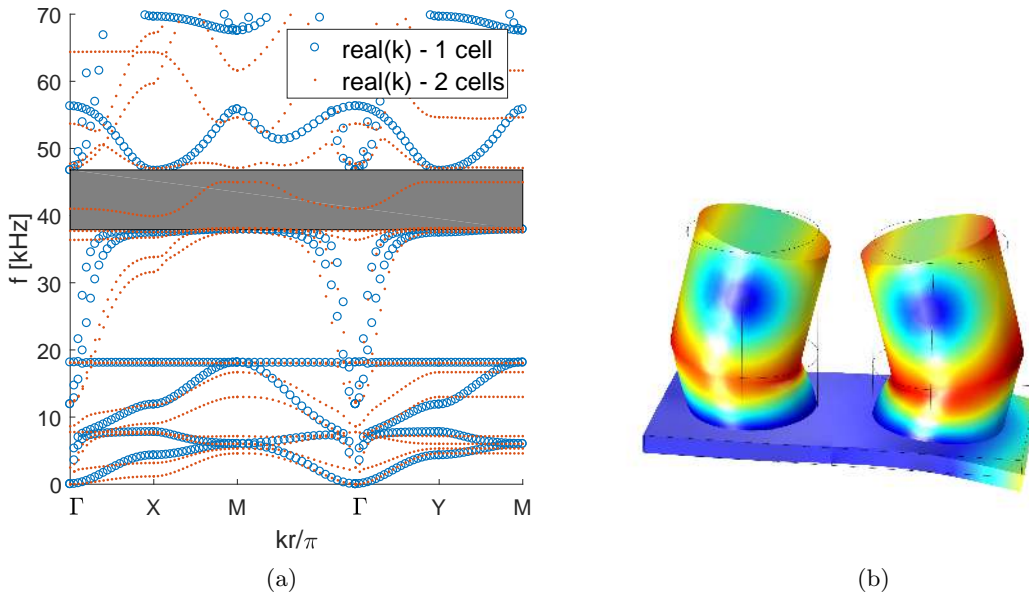 70
60
50
40
30
20
10
0
f [kHz]
real(k) - 1 cell
real(k) - 2 cells
Γ X M Γ Y M
kr/π
(a) (b)